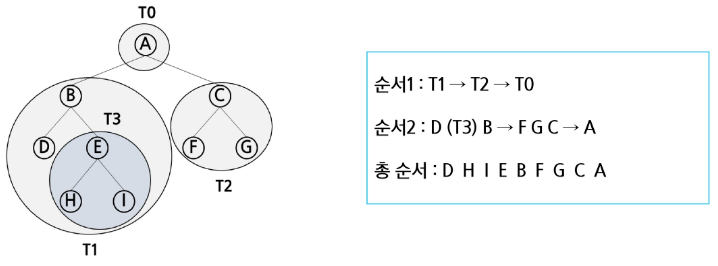 T0
A
B
C
T3
D
E
F
G
T2
H
I
T1
순서1 : T1 → T2 → T0
순서2 : D (T3) B → F G C → A
총 순서 : D H I E B F G C A